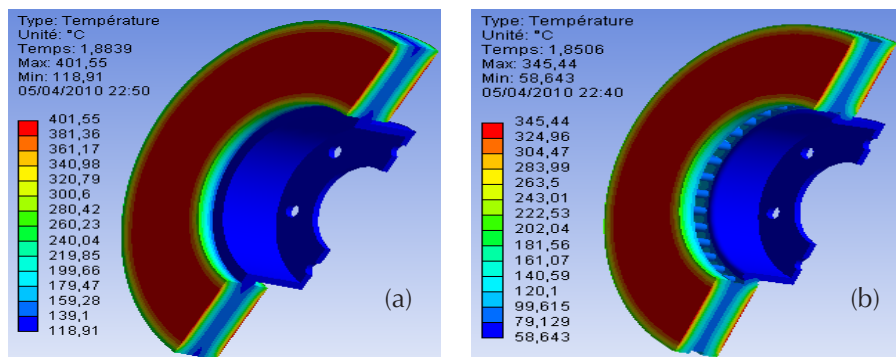 Type: Température
Unité: °C
Temps: 1,8839
Max: 401,55
Min: 118,91
05/04/2010 22:50
401,55
381,36
361,17
340,98
320,79
300,6
280,42
260,23
240,04
219,85
199,66
179,47
159,28
139,1
118,91
(a)
Type: Température
Unité: °C
Temps: 1,8506
Max: 345,44
Min: 58,643
05/04/2010 22:40
345,44
324,96
304,47
283,99
263,5
243,01
222,53
202,04
181,56
161,07
140,59
120,1
99,615
79,129
58,643
(b)